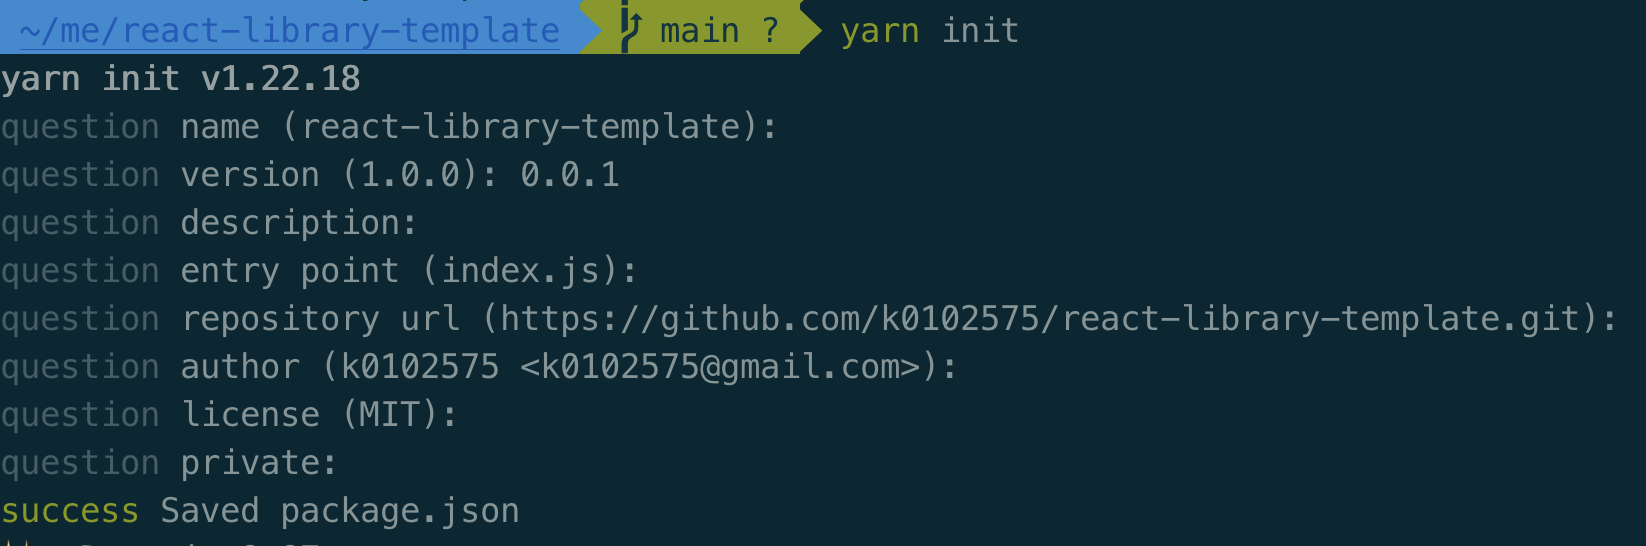 ~/me/react-library-template main ? yarn init
yarn init v1.22.18
question name (react-library-template):
question version (1.0.0): 0.0.1
question description:
question entry point (index.js):
question repository url (https://github.com/k0102575/react-library-template.git):
question author (k0102575 <k0102575@gmail.com>):
question license (MIT):
question private:
success Saved package.json